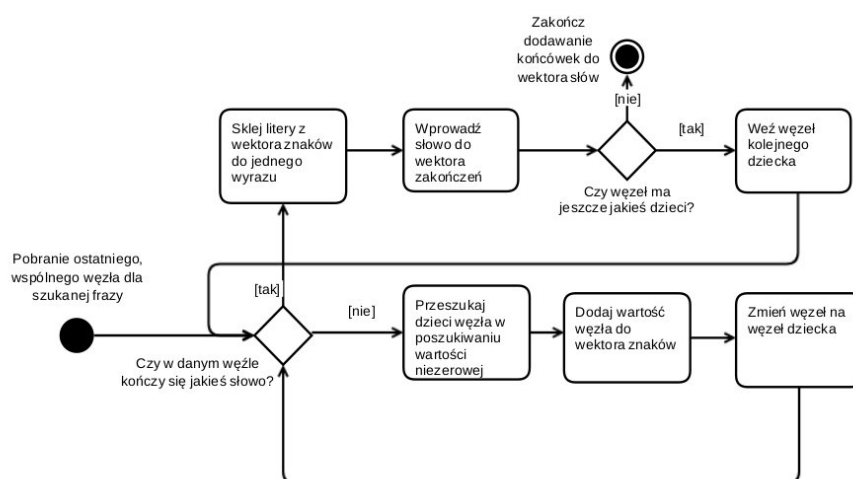 Zakończ
dodawanie
końcówek do
wektora słów
[nie]
Sklej litery z
wektora znaków
do jednego
wyrazu
Wprowadź
słowo do
wektora
zakończeń
[tak]
Weź węzeł
kolejnego
dziecka
Czy węzeł ma
jeszcze jakieś dzieci?
Pobranie ostatniego,
wspólnego węzła dla
szukanej frazy
[tak]
[nie]
Czy w danym węźle
kończy się jakieś słowo?
Przeszukaj
dzieci węzła w
poszukiwaniu
wartości
niezerowej
Dodaj wartość
węzła do
wektora znaków
Zmień węzeł na
węzeł dziecka